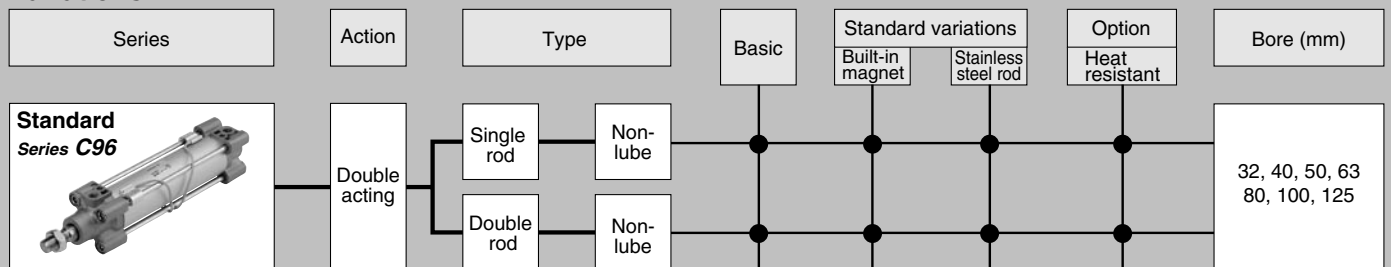 Series
Action
Type
Basic
Standard variations
Built-in
magnet
Stainless
steel rod
Option
Heat
resistant
Bore (mm)
Standard
Series C96
Double
acting
Single
rod
Non-
lube
Double
rod
Non-
lube
32, 40, 50, 63
80, 100, 125